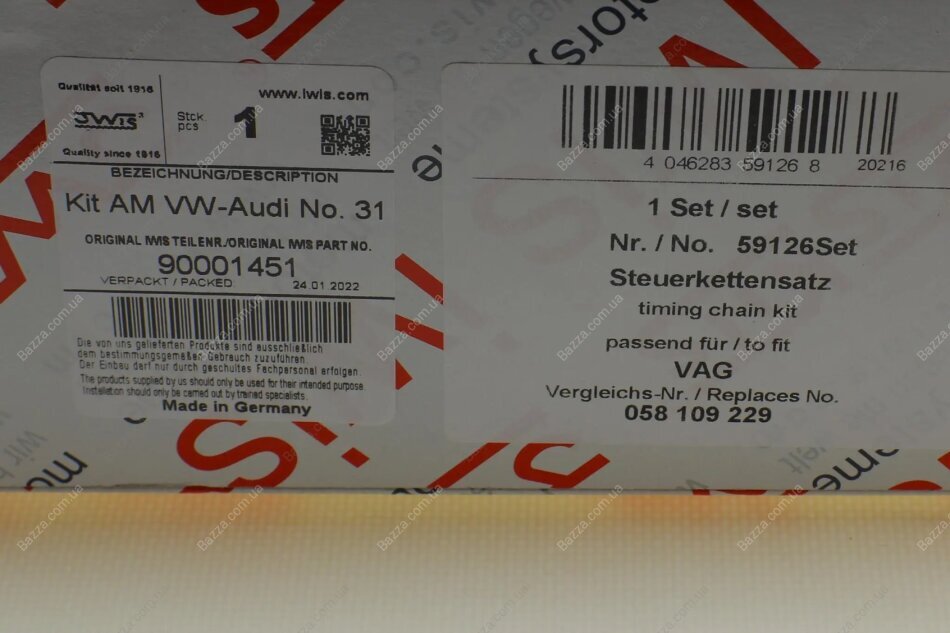 Qualität seit 1916
JWIS
Quality since 1916
Stck.
pcs
1
www.iwis.com
BEZEICHNUNG/DESCRIPTION
Kit AM VW-Audi No. 31
ORIGINAL IWIS TEILENR./ORIGINAL IWIS PART NO.
90001451
VERPACKT / PACKED: 24.01.2022
Die von uns gelieferten Produkte sind ausschließlich
dem bestimmungsgemäßen Gebrauch zuzuführen.
Der Einbau darf nur durch geschultes Fachpersonal erfolgen.
The products supplied by us should only be used for their intended purpose.
Installation should only be carried out by trained specialists.
Made in Germany
4 046283 59126 8 20216
1 Set / set
Nr. / No. 59126Set
Steuerkettensatz
timing chain kit
passend für / to fit
VAG
Vergleichs-Nr. / Replaces No.
058 109 229
Bazza.com.ua